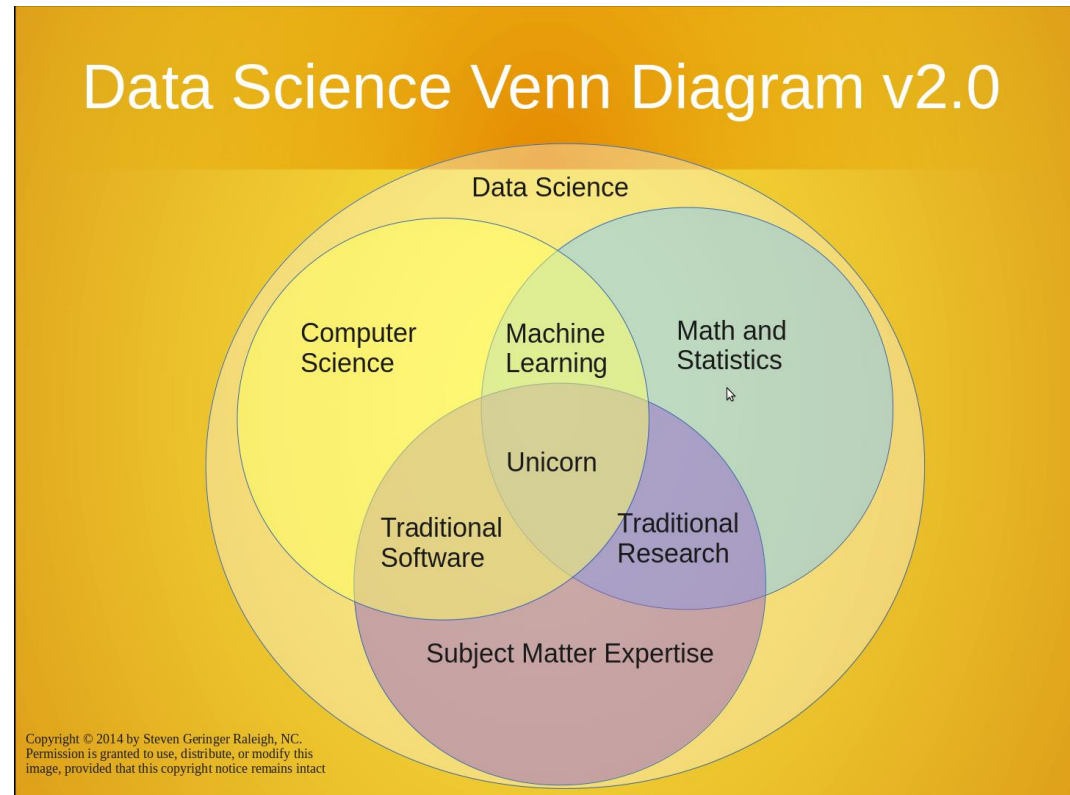 Data Science Venn Diagram v2.0
Data Science
Computer
Science
Machine
Learning
Math and
Statistics
Unicorn
Traditional
Software
Traditional
Research
Subject Matter Expertise
Copyright © 2014 by Steven Geringer Raleigh, NC.
Permission is granted to use, distribute, or modify this
image, provided that this copyright notice remains intact